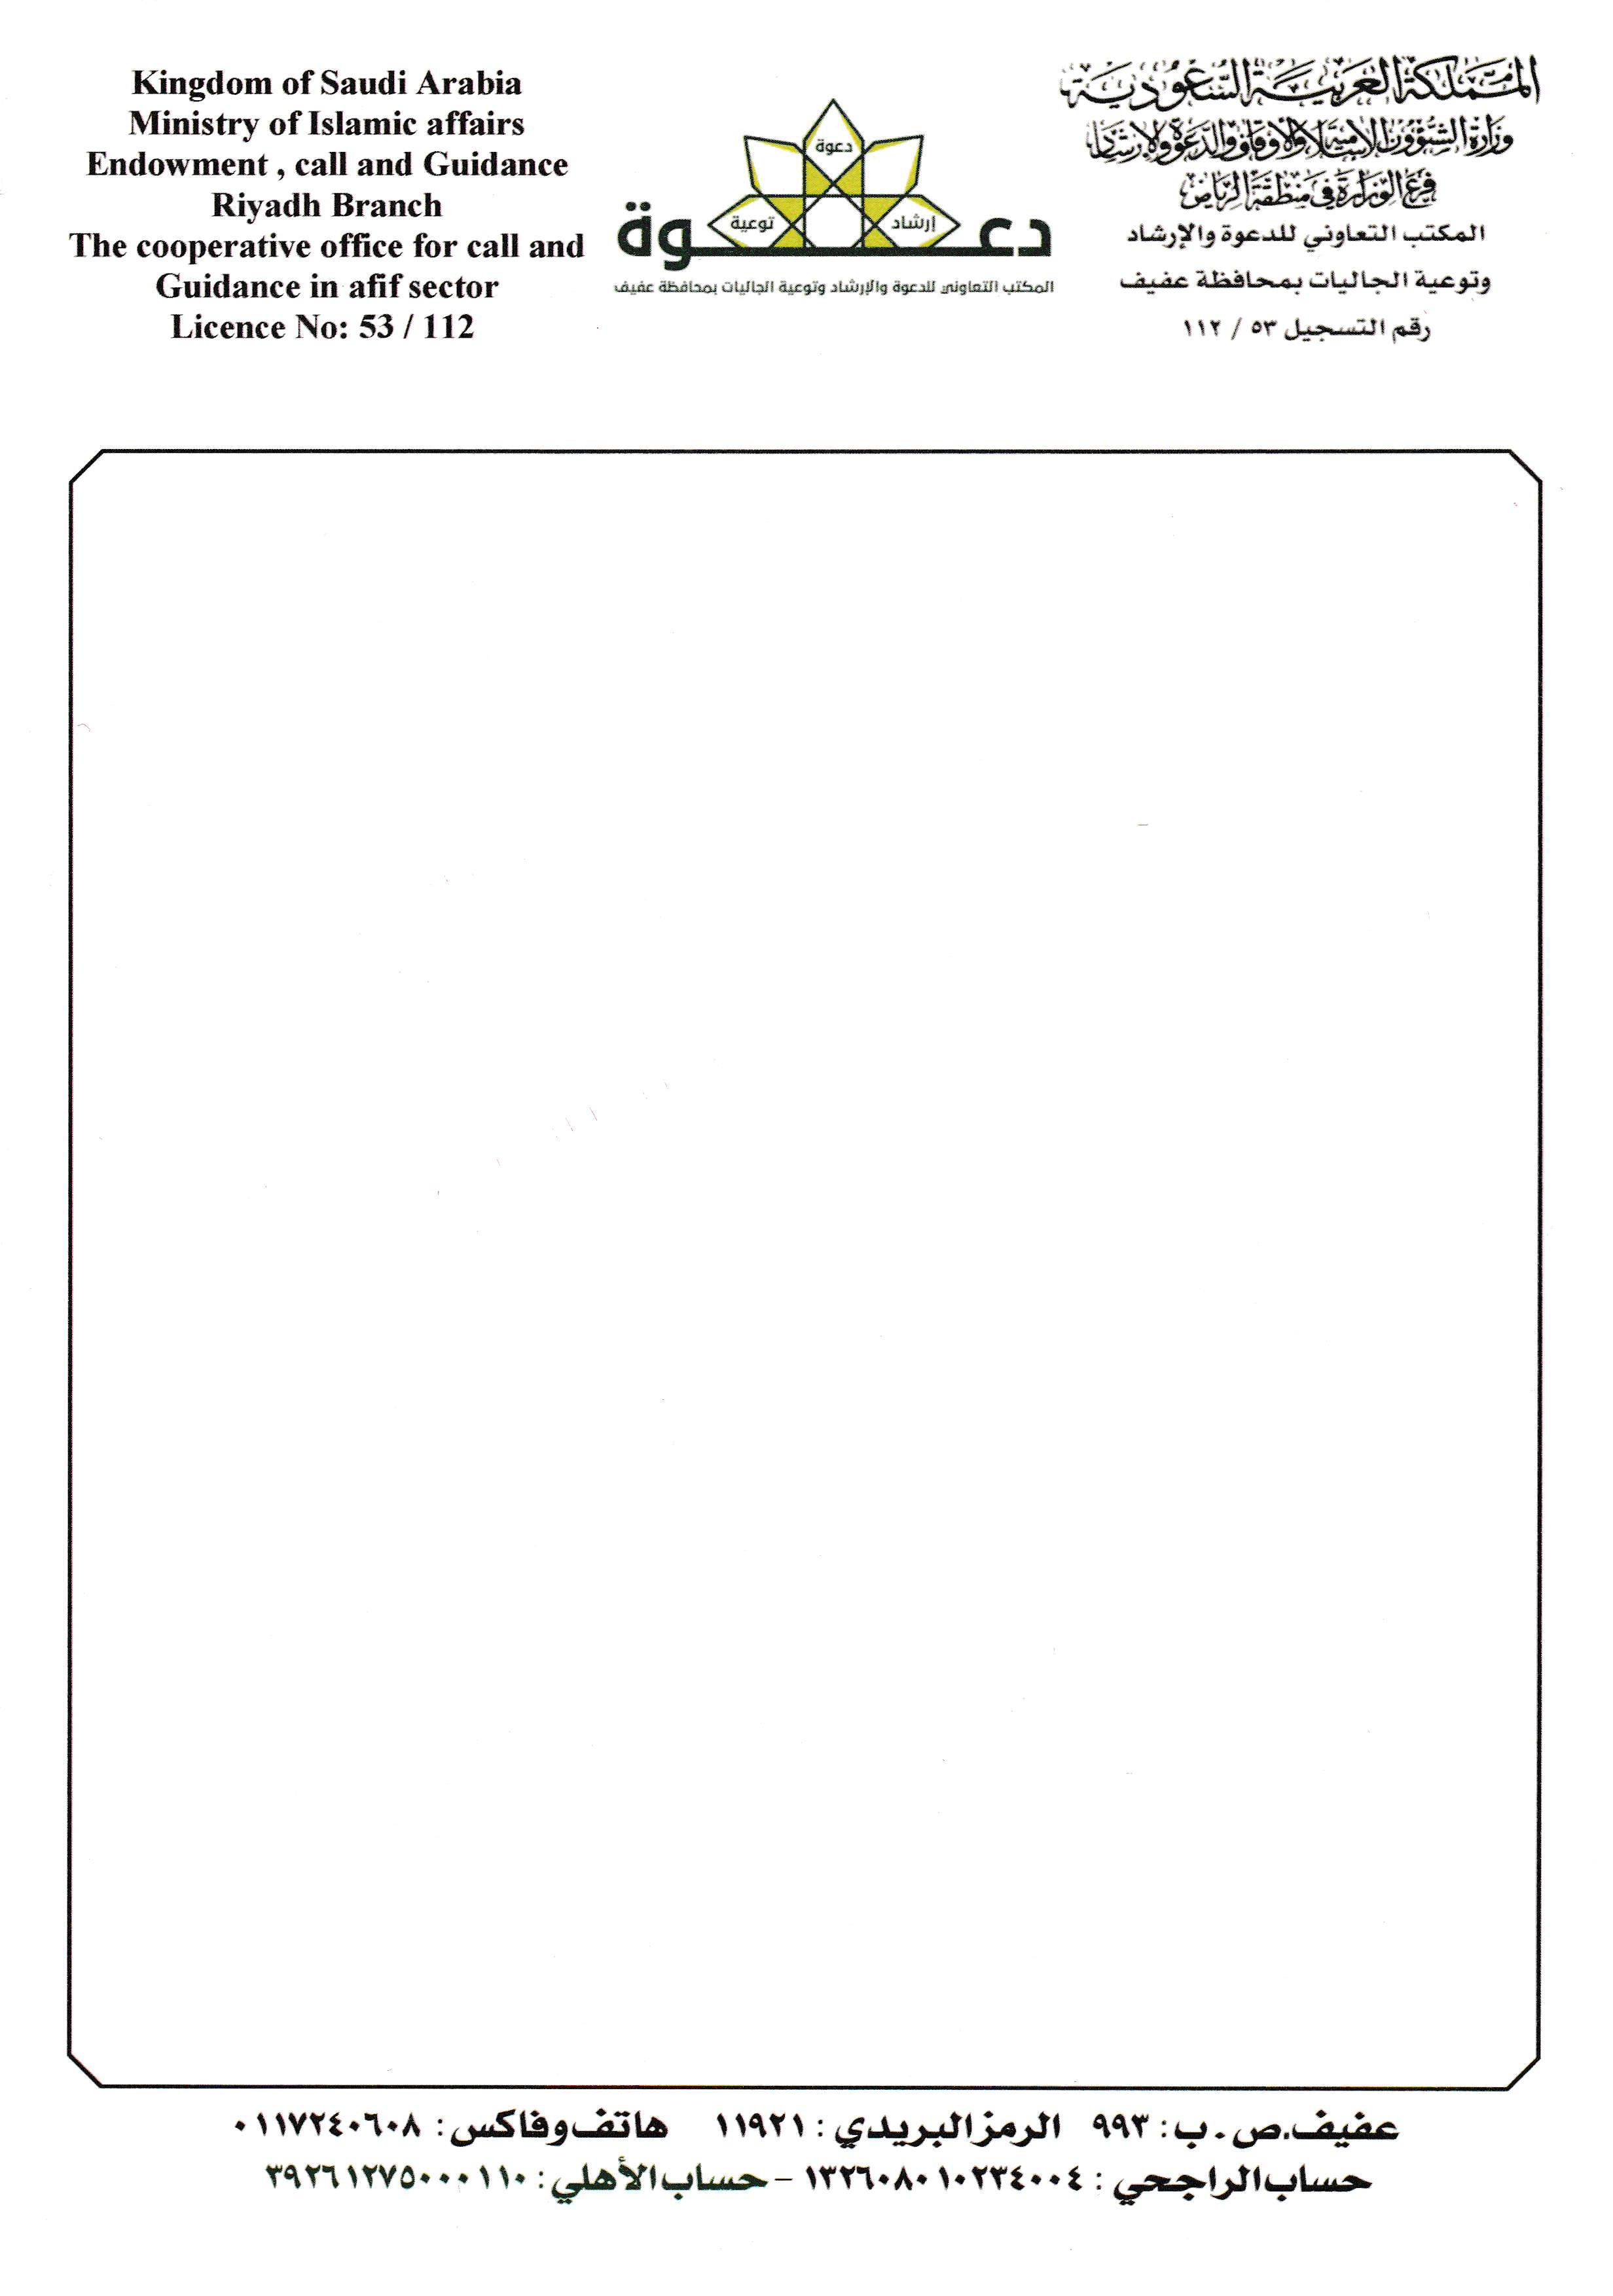 Kingdom of Saudi Arabia
Ministry of Islamic affairs
Endowment , call and Guidance
Riyadh Branch
The cooperative office for call and
Guidance in afif sector
Licence No: 53 / 112
دعوة
إرشاد
توعية
دعوة
المكتب التعاوني للدعوة والإرشاد وتوعية الجاليات بمحافظة عفيف
المملكة العربية السعودية
وزارة الشؤون الإسلامية والأوقاف والدعوة والإرشاد
فرع الوزارة في منطقة الرياض
المكتب التعاوني للدعوة والإرشاد
وتوعية الجاليات بمحافظة عفيف
رقم التسجيل ٥٣ / ١١٢
عفيف.ص . ب : ٩٩٣ الرمز البريدي : ١١٩٢١ هاتف وفاكس : ٠١١٧٢٤٠٦٠٨
حساب الراجحي : ١٣٢٦٠٨٠١٠٢٣٤٠٠٤ – حساب الأهلي : ٣٩٢٦١٢٧٥٠٠٠١١٠